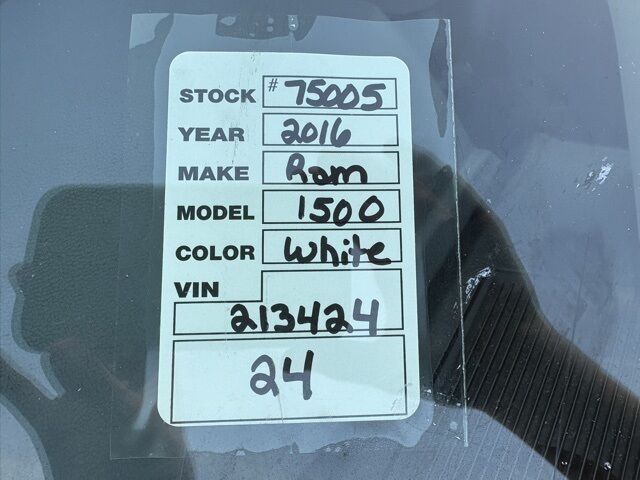 STOCK # 75005
YEAR 2016
MAKE Ram
MODEL 1500
COLOR White
VIN
213424
24